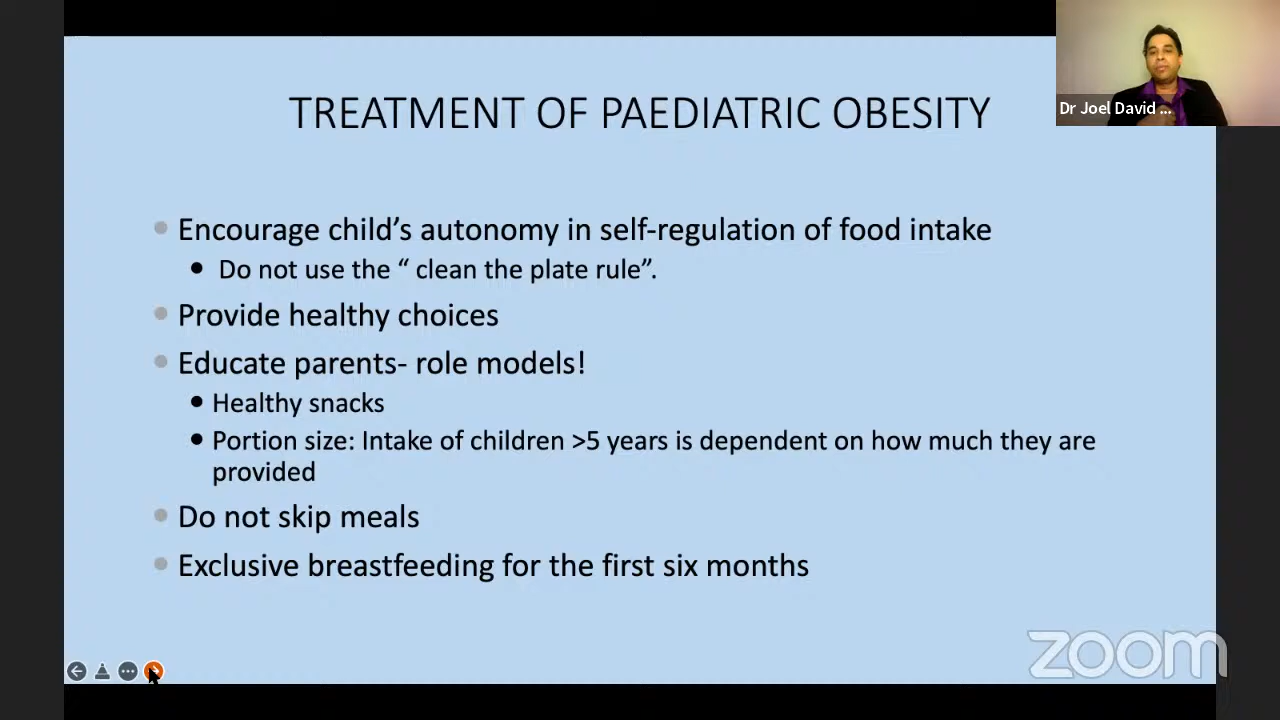 TREATMENT OF PAEDIATRIC OBESITY
Dr Joel David ...
Encourage child’s autonomy in self-regulation of food intake
Do not use the “ clean the plate rule”.
Provide healthy choices
Educate parents- role models!
Healthy snacks
Portion size: Intake of children >5 years is dependent on how much they are
provided
Do not skip meals
Exclusive breastfeeding for the first six months
zoom